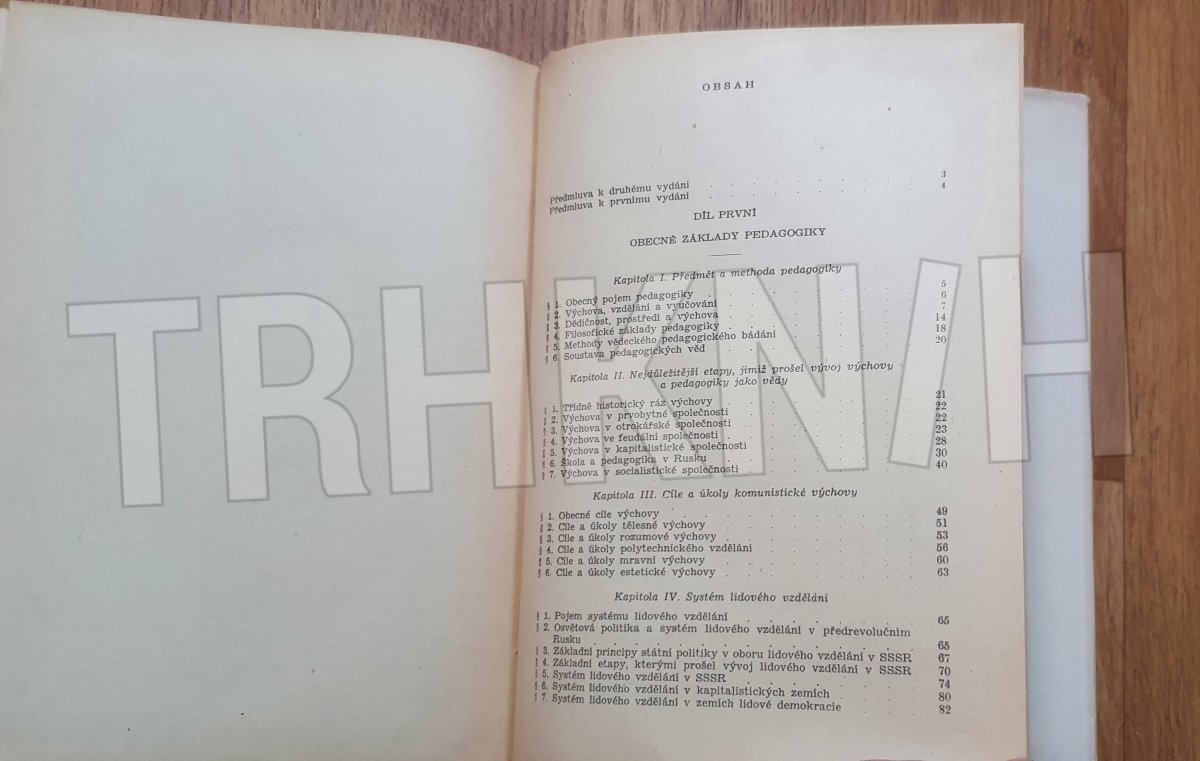 OBSAH
Předmluva k druhému vydání . . . . . . . . . . 3
Předmluva k prvnímu vydání . . . . . . . . . . 4
DÍL PRVNÍ
OBECNÉ ZÁKLADY PEDAGOGIKY
Kapitola I. Předmět a methoda pedagogiky
§ 1. Obecný pojem pedagogiky . . . . . . . . . 5
§ 2. Výchova, vzdělání a vyučování . . . . . . . . 6
§ 3. Dědičnost, prostředí a výchova . . . . . . . . 7
§ 4. Filosofické základy pedagogiky . . . . . . . . 14
§ 5. Methody vědeckého pedagogického bádání . . . . . . 18
§ 6. Soustava pedagogických věd . . . . . . . . 20
Kapitola II. Nejdůležitější etapy, jimiž prošel vývoj výchovy
a pedagogiky jako vědy
§ 1. Třídně historický ráz výchovy . . . . . . . . 21
§ 2. Výchova v prvobytné společnosti . . . . . . . . 22
§ 3. Výchova v otrokářské společnosti . . . . . . . . 22
§ 4. Výchova ve feudální společnosti . . . . . . . . 23
§ 5. Výchova v kapitalistické společnosti . . . . . . . 28
§ 6. Škola a pedagogika v Rusku . . . . . . . . 30
§ 7. Výchova v socialistické společnosti . . . . . . . 40
Kapitola III. Cíle a úkoly komunistické výchovy
§ 1. Obecné cíle výchovy . . . . . . . . . . 49
§ 2. Cíle a úkoly tělesné výchovy . . . . . . . . 51
§ 3. Cíle a úkoly rozumové výchovy . . . . . . . . 53
§ 4. Cíle a úkoly polytechnického vzdělání . . . . . . 56
§ 5. Cíle a úkoly mravní výchovy . . . . . . . . 60
§ 6. Cíle a úkoly estetické výchovy . . . . . . . . 63
Kapitola IV. Systém lidového vzdělání
§ 1. Pojem systému lidového vzdělání . . . . . . . . 65
§ 2. Osvětová politika a systém lidového vzdělání v předrevolučním
Rusku . . . . . . . . . . . . 65
§ 3. Základní principy státní politiky v oboru lidového vzdělání v SSSR 67
§ 4. Základní etapy, kterými prošel vývoj lidového vzdělání v SSSR 70
§ 5. Systém lidového vzdělání v SSSR . . . . . . . . 74
§ 6. Systém lidového vzdělání v kapitalistických zemích . . . . 80
§ 7. Systém lidového vzdělání v zemích lidové demokracie . . . . 82
TRHKNIH